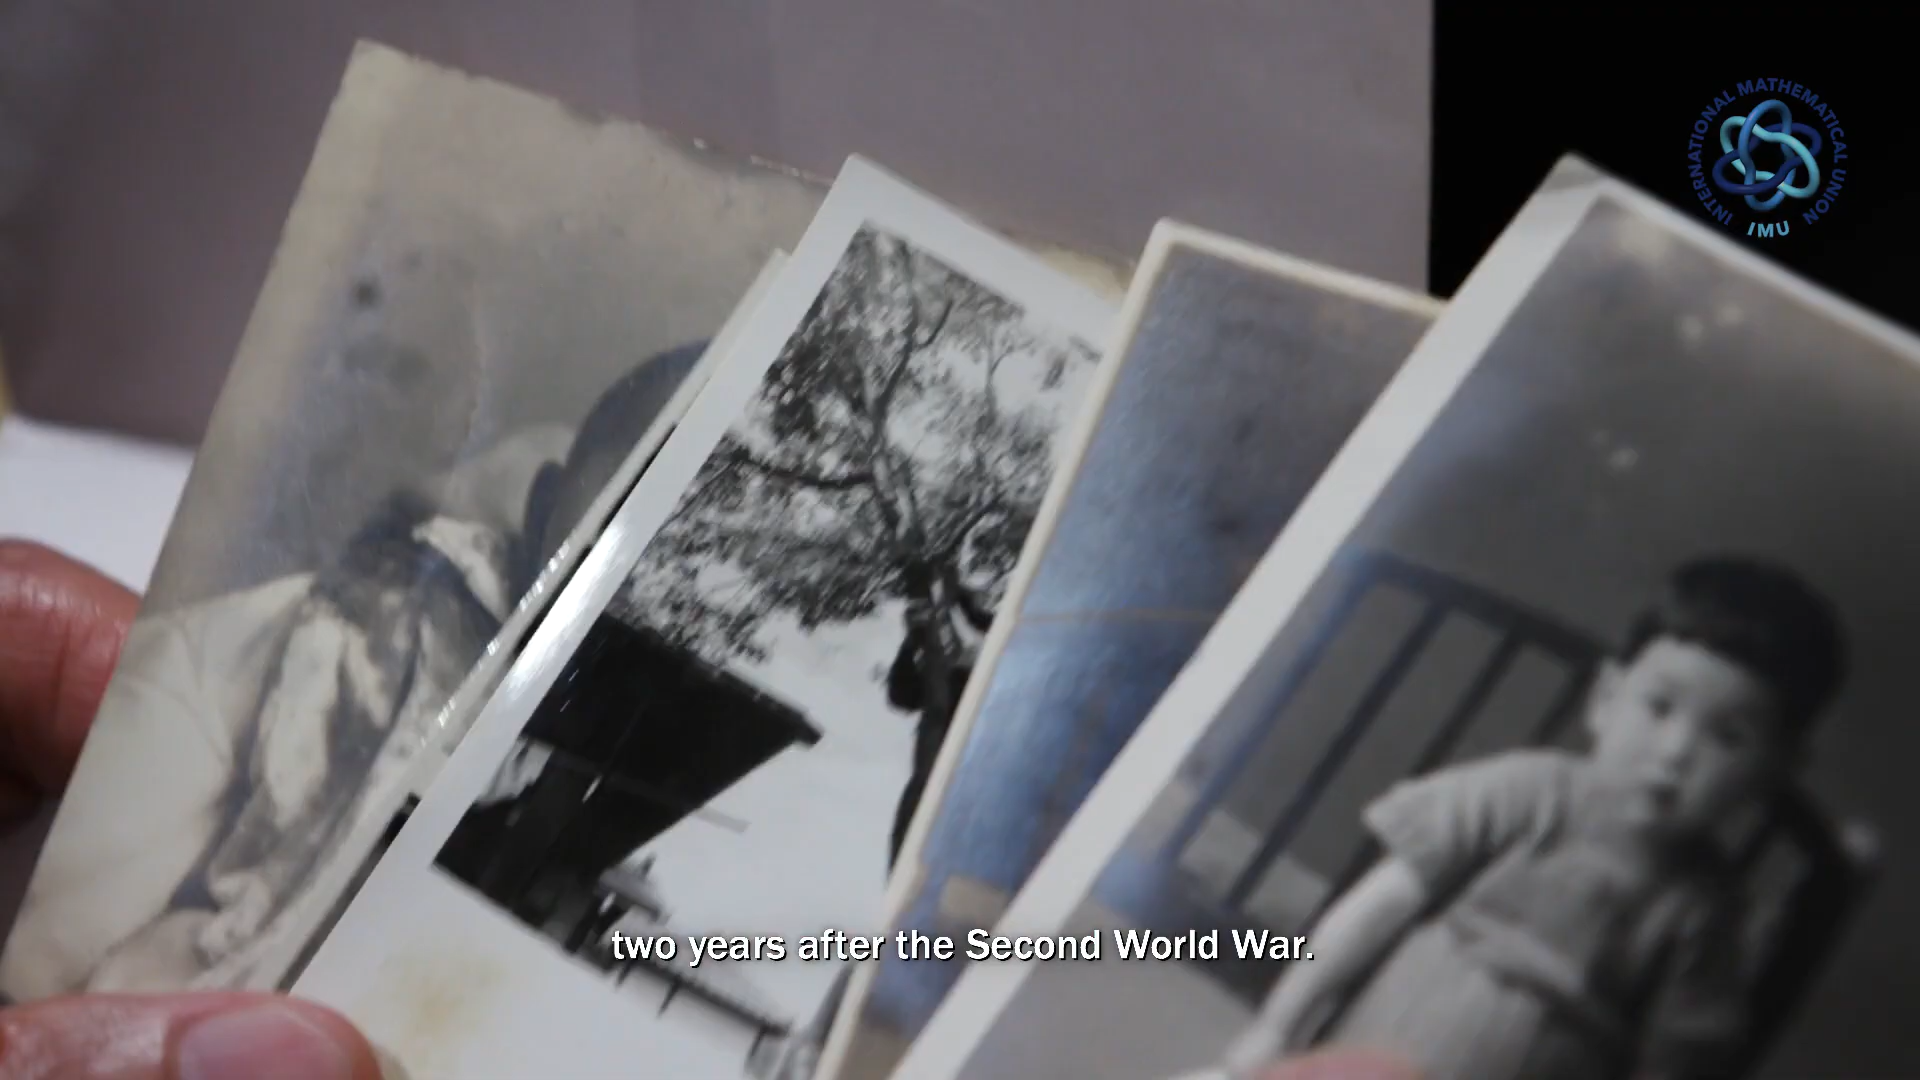 INTERNATIONAL MATHEMATICAL UNION
IMU
two years after the Second World War.